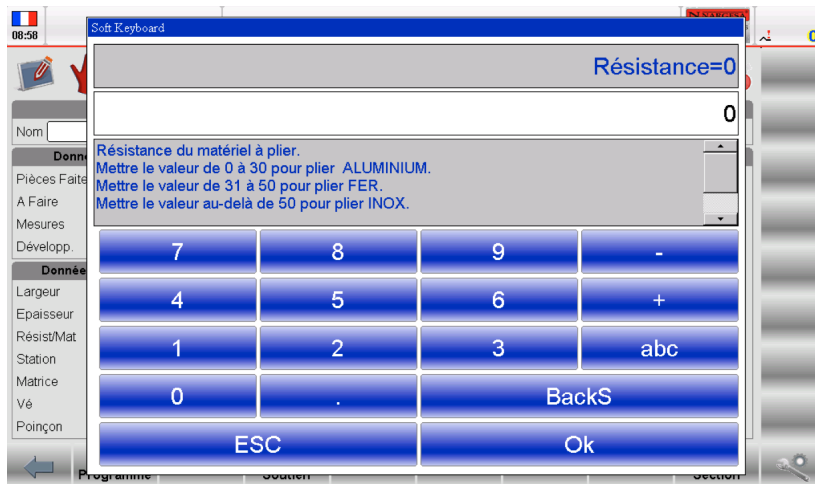 08:58
Soft Keyboard
Résistance=0
0
Résistance du matériel à plier.
Mettre le valeur de 0 à 30 pour plier ALUMINIUM.
Mettre le valeur de 31 à 50 pour plier FER.
Mettre le valeur au-delà de 50 pour plier INOX.
Nom
Pièces Faite
A Faire
Mesures
Développ.
Donnée
Largeur
Epaisseur
Résist/Mat
Station
Matrice
Vé
Poinçon
7 8 9 -
4 5 6 +
1 2 3 abc
0 . BackS
ESC Ok
Programme Soutien Section